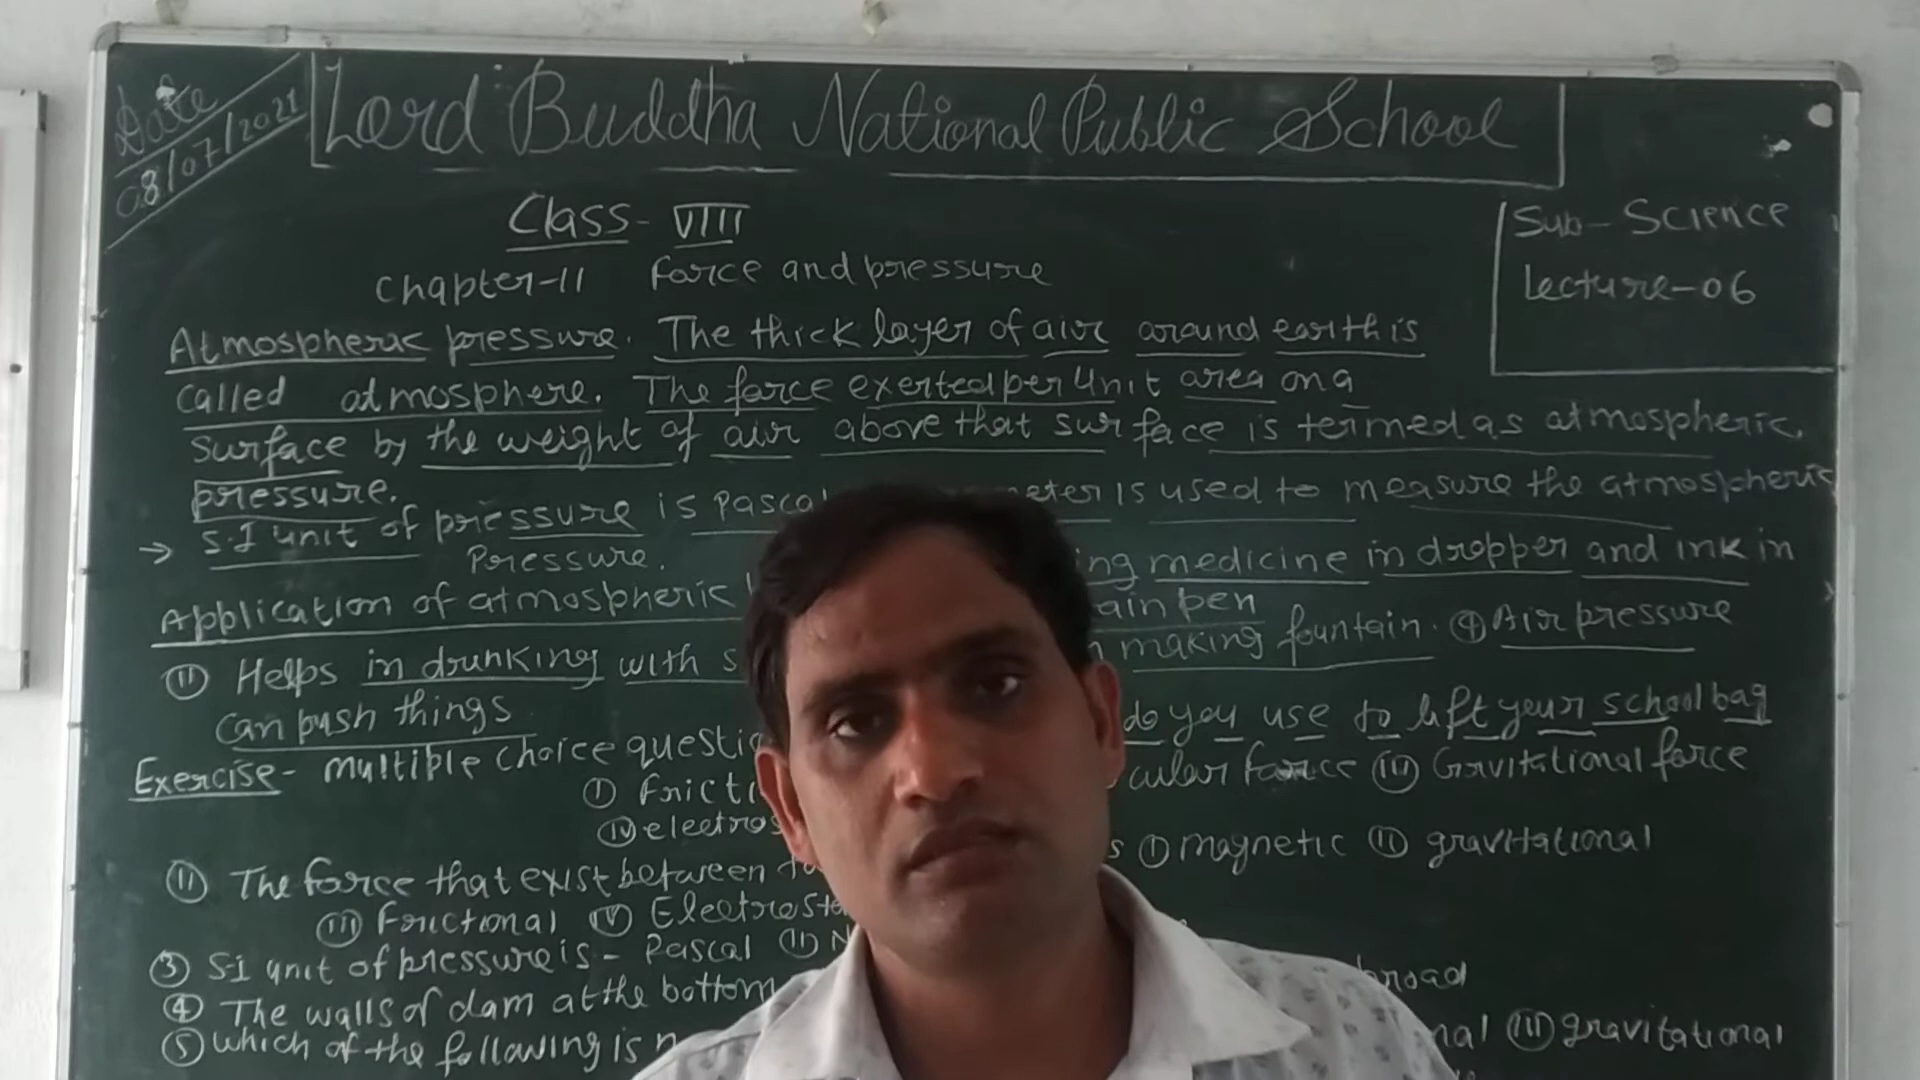 Date
08/07/2021
Lord Buddha National Public School
Class- VIII
Sub- Science
Lecture-06
Chapter-11 Force and pressure
Atmospheric pressure. The thick layer of air around earth is
called atmosphere. The force exerted per unit area on a
surface by the weight of air above that surface is termed as atmospheric
pressure.
→ S.I unit of pressure is Pasca eter is used to measure the atmospheric
Pressure.
Application of atmospheric ing medicine in dropper and ink in
ain pen
(ii) Helps in drinking with s making fountain. (4) Air pressure
can push things
Exercise- multiple choice questio do you use to lift your school bag
(i) Fricti cular force (iii) Gravitational force
(iv) electros
(ii) The force that exist between s (i) magnetic (ii) gravitational
(iii) Frictional (iv) Electrosta
(3) S.I unit of pressure is - Pascal (ii) N
(4) The walls of dam at the bottom broad
(5) Which of the following is n nal (iii) gravitational